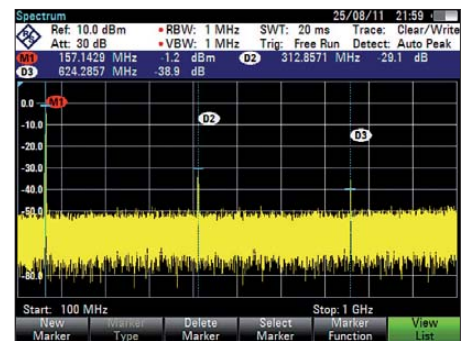 Spectrum 25/08/11 21:59
Ref: 10.0 dBm • RBW: 1 MHz SWT: 20 ms Trace: Clear/Write
Att: 30 dB • VBW: 1 MHz Trig: Free Run Detect: Auto Peak
M1 157.1429 MHz -1.2 dBm D2 312.8571 MHz -29.1 dB
D3 624.2857 MHz -38.9 dB
0.0 M1
D2
-10.0
D3
-20.0
-30.0
-40.0
-50.0
-80.0
Start: 100 MHz Stop: 1 GHz
New Marker Delete Select Marker View
Marker Type Marker Marker Function List